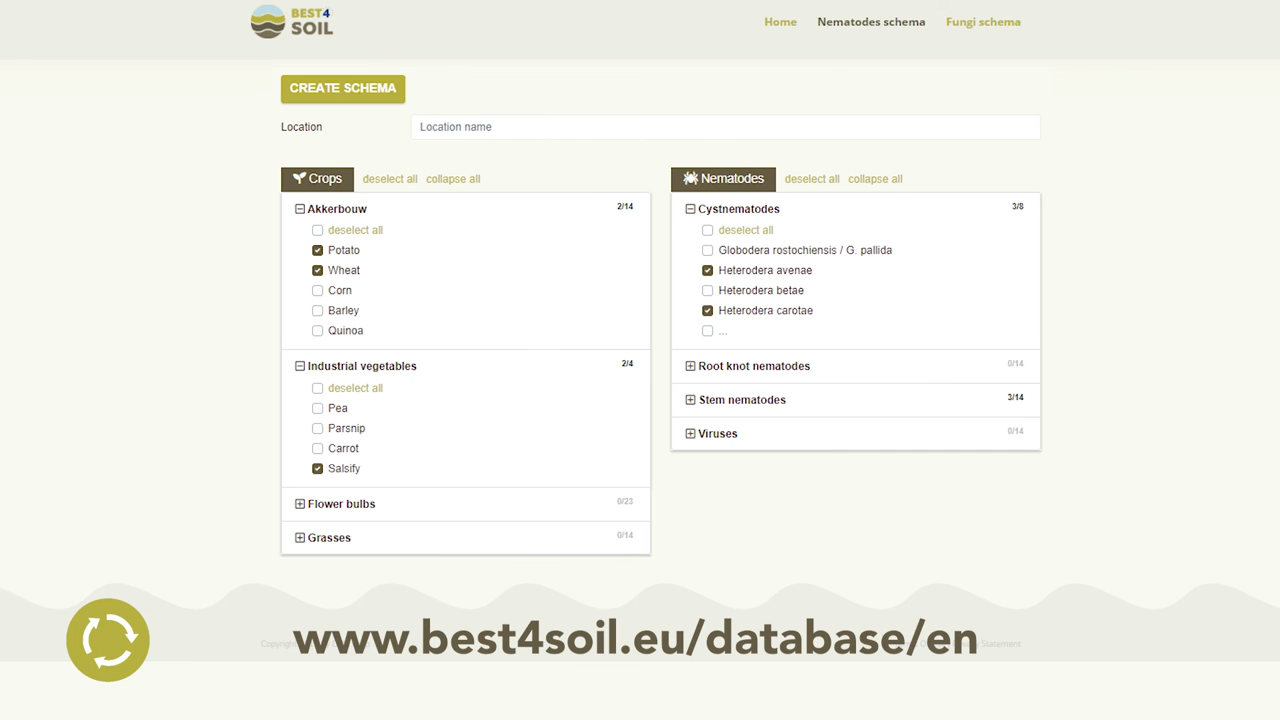 BEST4
SOIL
Home Nematodes schema Fungi schema
CREATE SCHEMA
Location Location name
Crops deselect all collapse all
Akkerbouw 2/14
deselect all
Potato
Wheat
Corn
Barley
Quinoa
Industrial vegetables 2/4
deselect all
Pea
Parsnip
Carrot
Salsify
Flower bulbs 0/23
Grasses 0/14
Nematodes deselect all collapse all
Cystnematodes 3/8
deselect all
Globodera rostochiensis / G. pallida
Heterodera avenae
Heterodera betae
Heterodera carotae
...
Root knot nematodes 0/14
Stem nematodes 3/14
Viruses 0/14
www.best4soil.eu/database/en
Statement